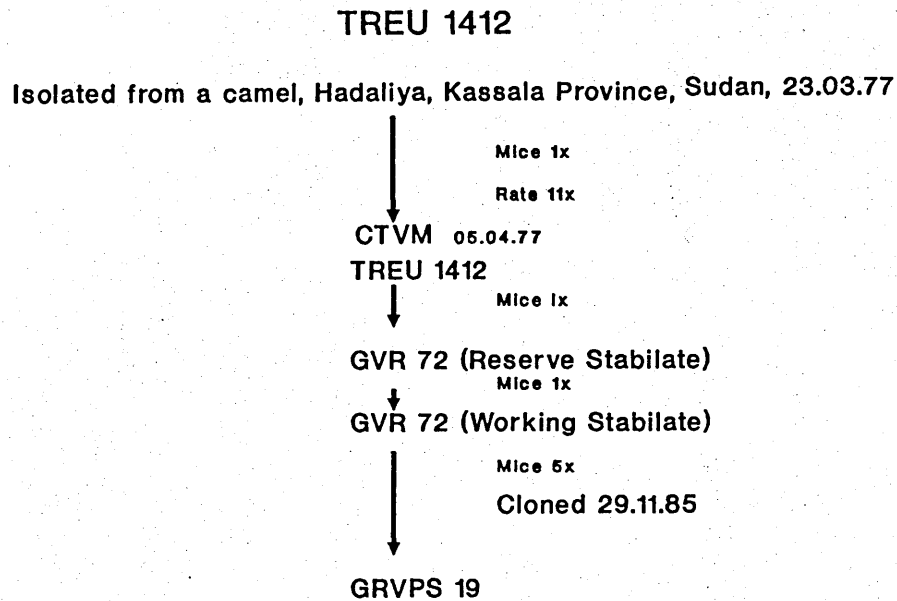 TREU 1412
Isolated from a camel, Hadaliya, Kassala Province, Sudan, 23.03.77
Mice 1x
Rate 11x
CTVM 05.04.77
TREU 1412
Mice Ix
GVR 72 (Reserve Stabilate)
Mice 1x
GVR 72 (Working Stabilate)
Mice 5x
Cloned 29.11.85
GRVPS 19